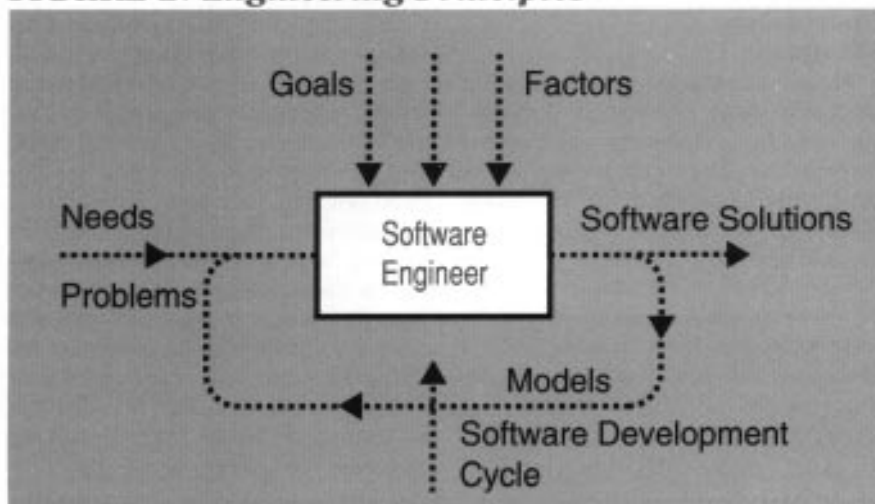 Goals
Factors
Needs
Software Solutions
Software
Engineer
Problems
Models
Software Development
Cycle